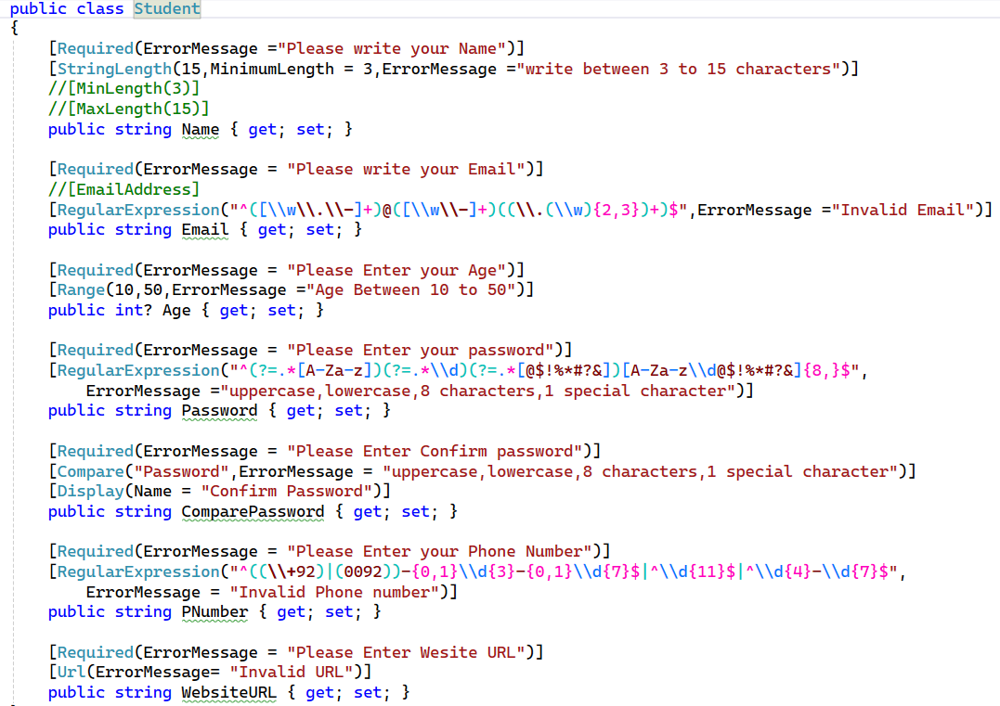 public class Student
{
[Required(ErrorMessage ="Please write your Name")]
[StringLength(15,MinimumLength = 3,ErrorMessage ="write between 3 to 15 characters")]
//[MinLength(3)]
//[MaxLength(15)]
public string Name { get; set; }
[Required(ErrorMessage = "Please write your Email")]
//[EmailAddress]
[RegularExpression("^([\\w\\.\\-]+)@([\\w\\-]+)((\\.(\\w){2,3})+)$",ErrorMessage ="Invalid Email")]
public string Email { get; set; }
[Required(ErrorMessage = "Please Enter your Age")]
[Range(10,50,ErrorMessage ="Age Between 10 to 50")]
public int? Age { get; set; }
[Required(ErrorMessage = "Please Enter your password")]
[RegularExpression("^(?=.*[A-Za-z])(?=.*\\d)(?=.*[@$!%*#?&])[A-Za-z\\d@$!%*#?&]{8,}$",
ErrorMessage ="uppercase,lowercase,8 characters,1 special character")]
public string Password { get; set; }
[Required(ErrorMessage = "Please Enter Confirm password")]
[Compare("Password",ErrorMessage = "uppercase,lowercase,8 characters,1 special character")]
[Display(Name = "Confirm Password")]
public string ComparePassword { get; set; }
[Required(ErrorMessage = "Please Enter your Phone Number")]
[RegularExpression("^((\\+92)|(0092))-{0,1}\\d{3}-{0,1}\\d{7}$|^\\d{11}$|^\\d{4}-\\d{7}$",
ErrorMessage = "Invalid Phone number")]
public string PNumber { get; set; }
[Required(ErrorMessage = "Please Enter Wesite URL")]
[Url(ErrorMessage= "Invalid URL")]
public string WebsiteURL { get; set; }